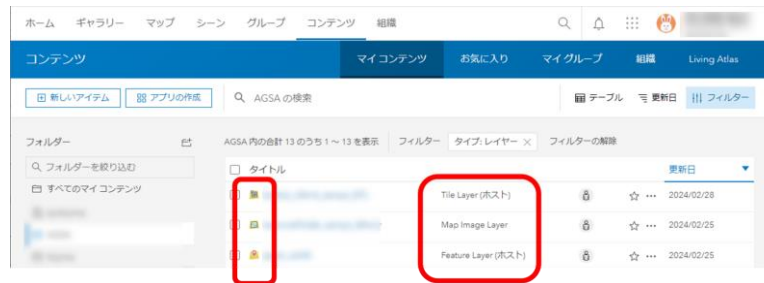 ホーム ギャラリー マップ シーン グループ コンテンツ 組織
コンテンツ マイ コンテンツ お気に入り マイ グループ 組織 Living Atlas
新しいアイテム アプリの作成 AGSA の検索 テーブル 更新日 フィルター
フォルダー AGSA 内の合計 13 のうち 1 ~ 13 を表示 フィルター タイプ: レイヤー フィルターの解除
フォルダーを絞り込む タイトル 更新日
すべてのマイ コンテンツ Tile Layer (ホスト) 2024/02/28
Map Image Layer 2024/02/25
Feature Layer (ホスト) 2024/02/25